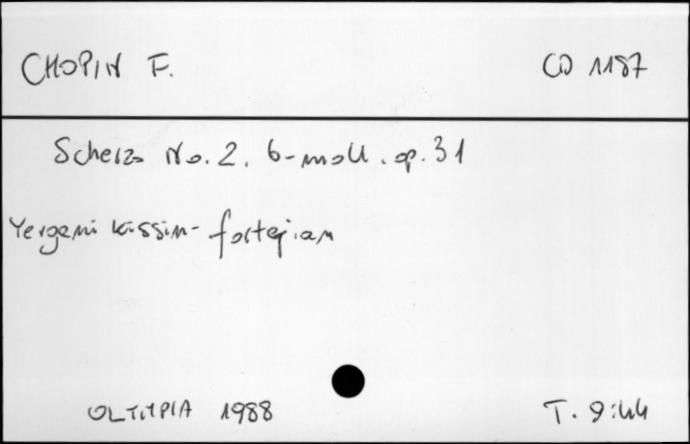 CHOPIN F. CD 1187
Scherzo No. 2, b-moll, op. 31
Yevgeni Kissin - fortepian
OLYMPIA 1988 T. 9:44